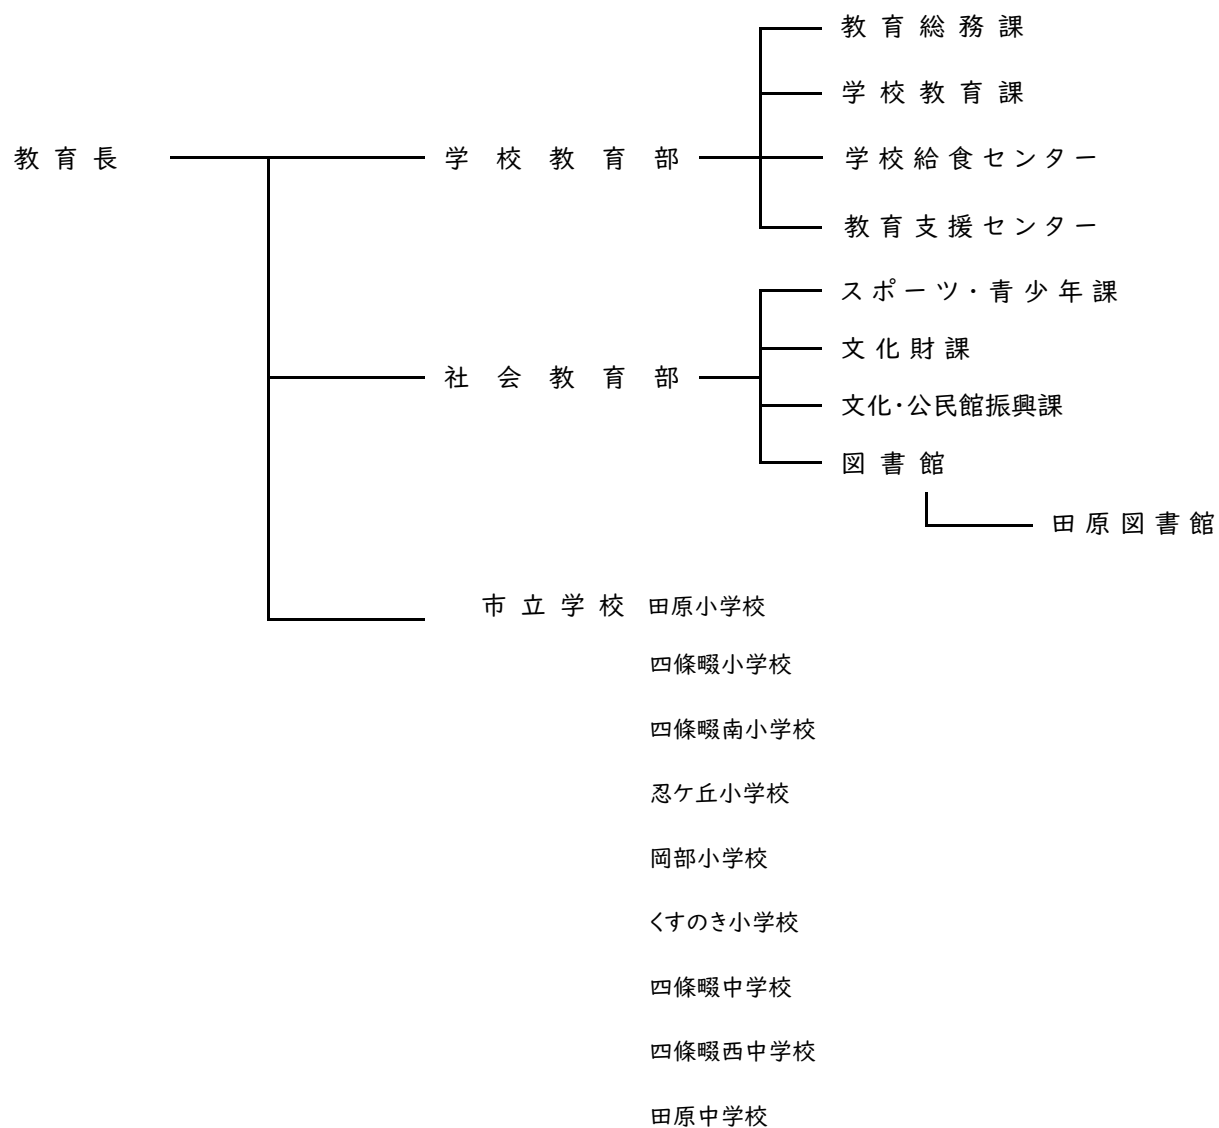 教育総務課
学校教育課
教育長 学校教育部 学校給食センター
教育支援センター
スポーツ・青少年課
文化財課
社会教育部
文化・公民館振興課
図書館
田原図書館
市立学校 田原小学校
四條畷小学校
四條畷南小学校
忍ケ丘小学校
岡部小学校
くすのき小学校
四條畷中学校
四條畷西中学校
田原中学校